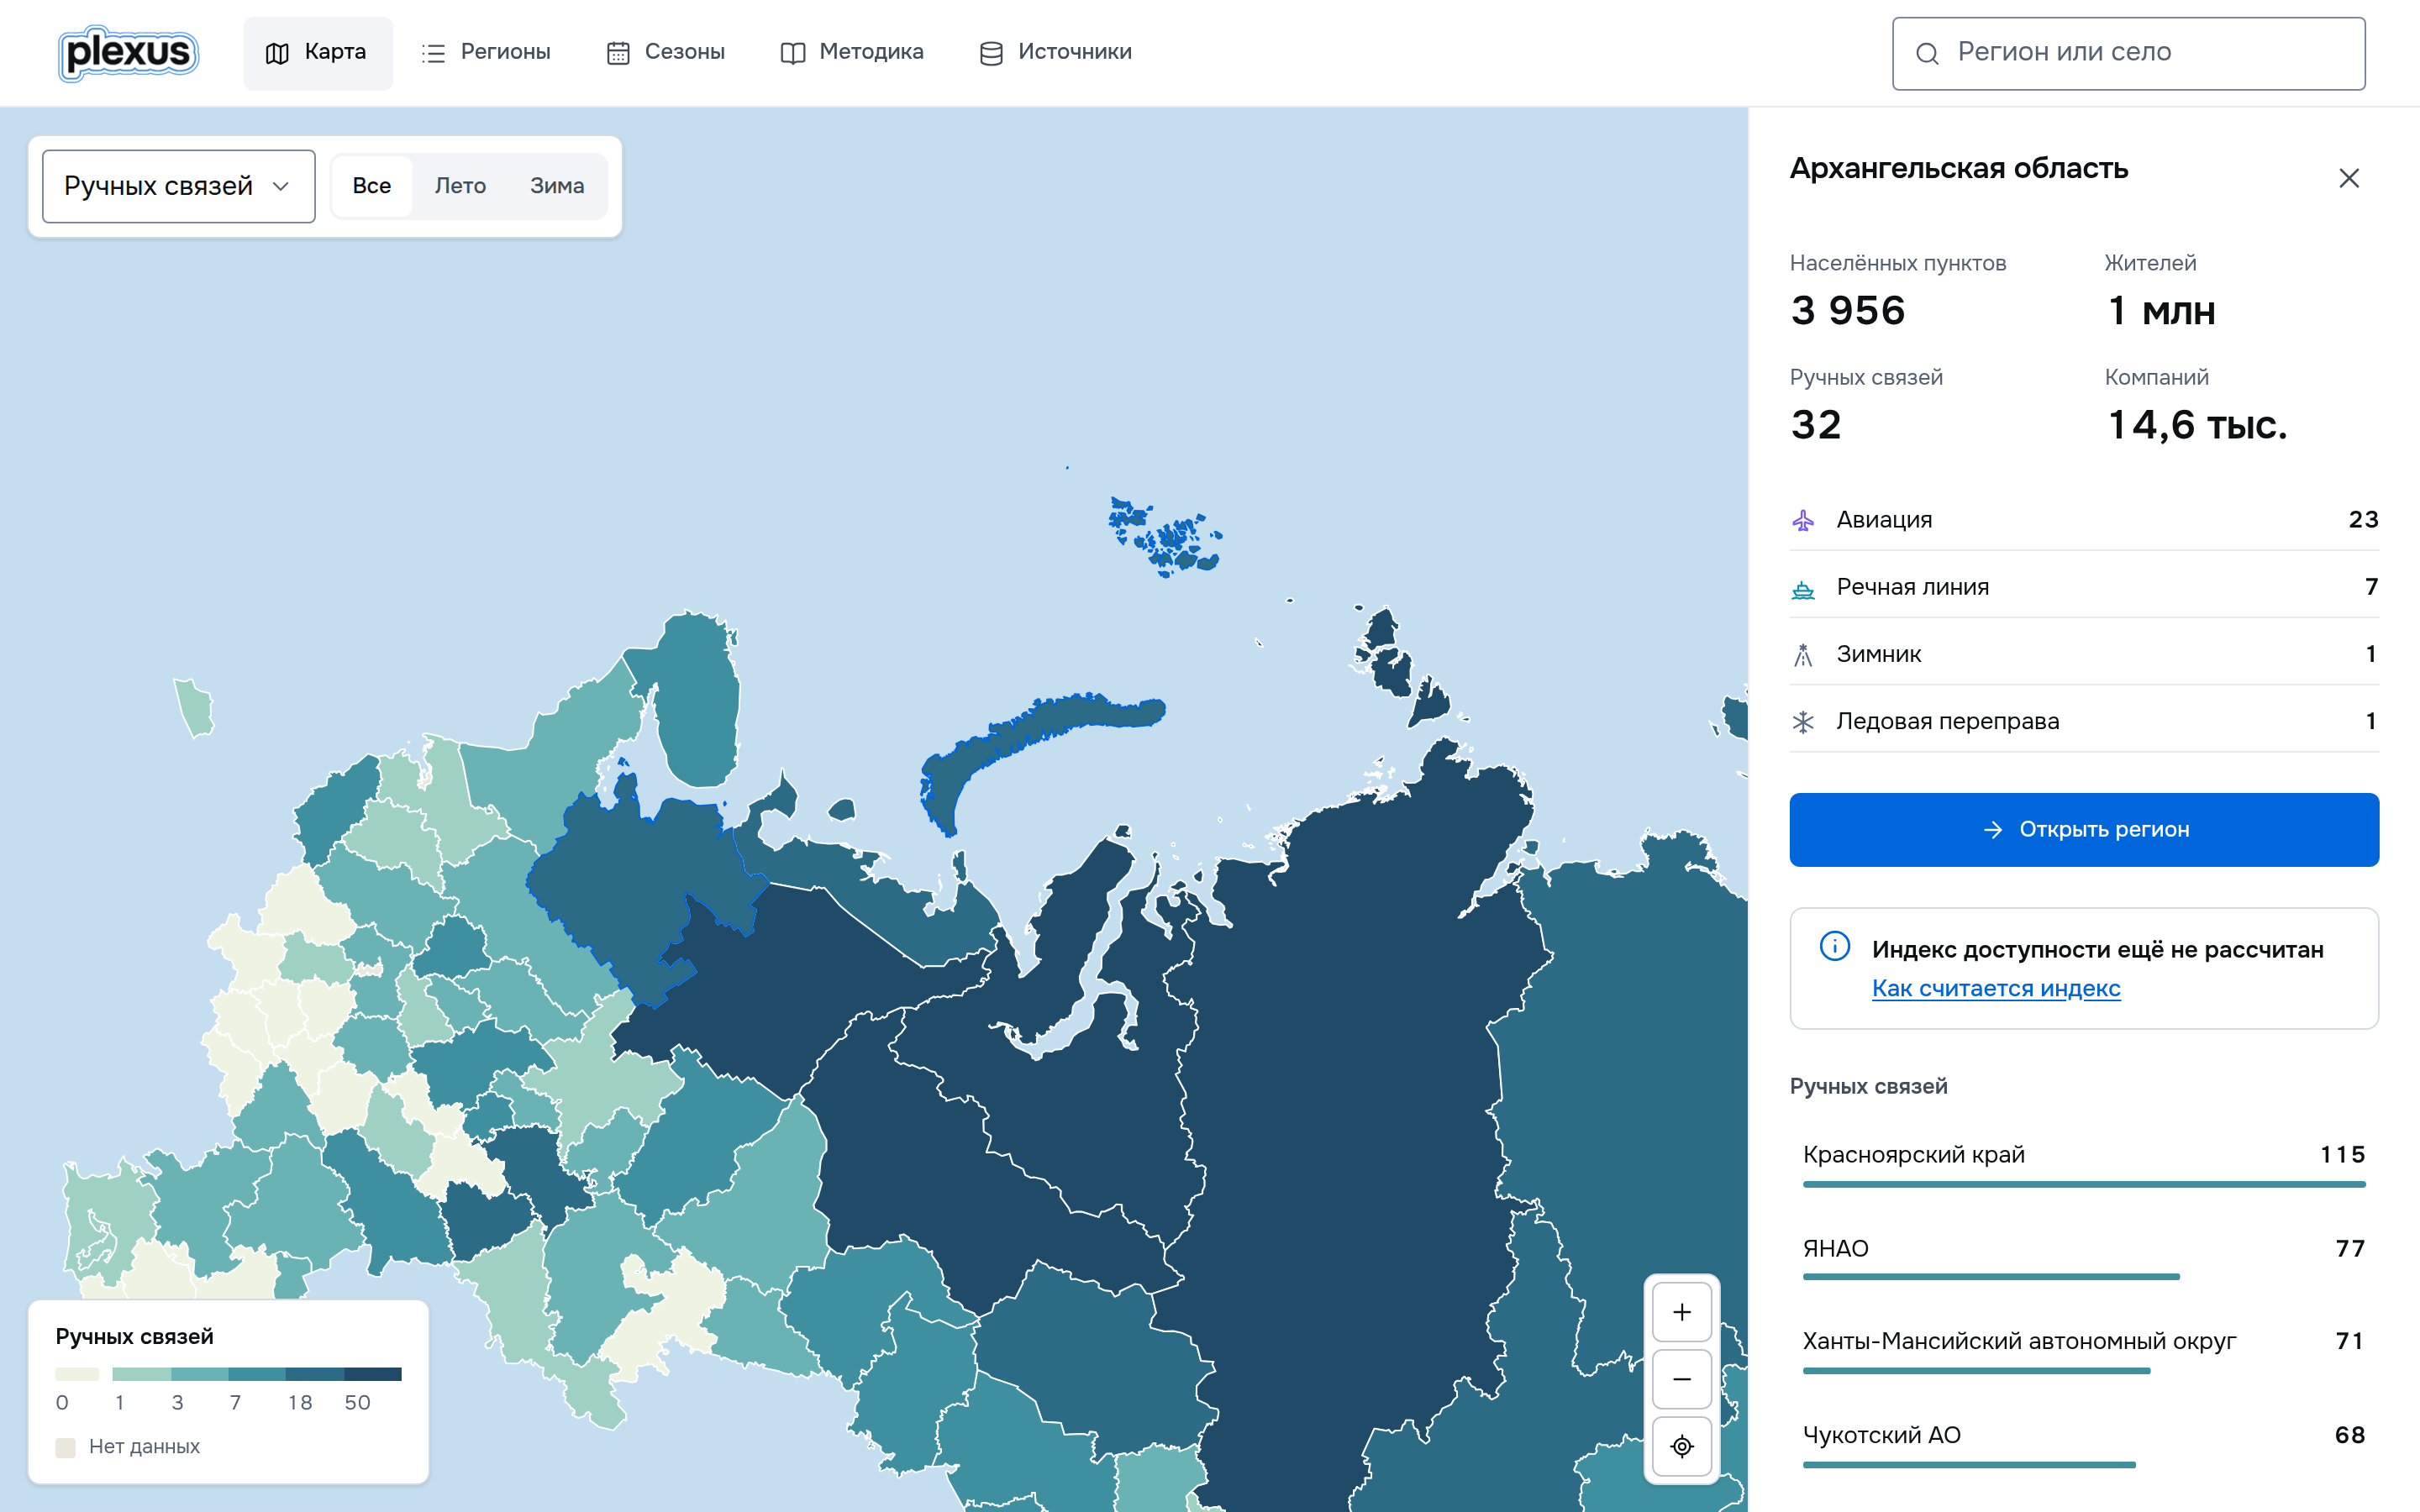 plexus
Карта
Регионы
Сезоны
Методика
Источники
Регион или село
Ручных связей
Все
Лето
Зима
Архангельская область
Населённых пунктов
Жителей
3 956
1 млн
Ручных связей
Компаний
32
14,6 тыс.
Авиация
23
Речная линия
7
Зимник
1
Ледовая переправа
1
Открыть регион
Индекс доступности ещё не рассчитан
Как считается индекс
Ручных связей
Красноярский край
115
ЯНАО
77
Ханты-Мансийский автономный округ
71
Чукотский АО
68
Ручных связей
0 1 3 7 18 50
Нет данных